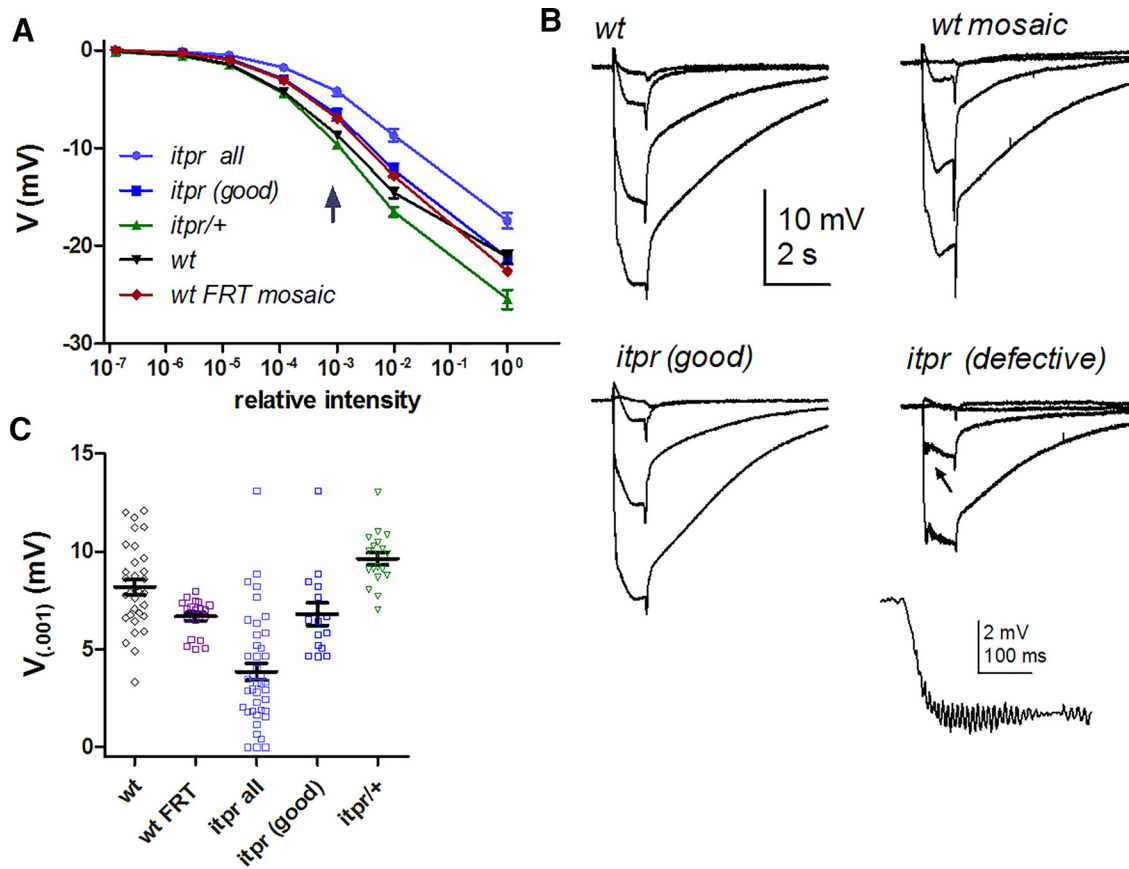 A
V (mV)
0
-10
-20
-30
itpr all
itpr (good)
itpr/+
wt
wt FRT mosaic
10⁻⁷ 10⁻⁶ 10⁻⁵ 10⁻⁴ 10⁻³ 10⁻² 10⁻¹ 10⁰
relative intensity
B
wt
wt mosaic
10 mV
2 s
itpr (good)
itpr (defective)
2 mV
100 ms
C
V(.001) (mV)
15
10
5
0
wt
wt FRT
itpr all
itpr (good)
itpr/+